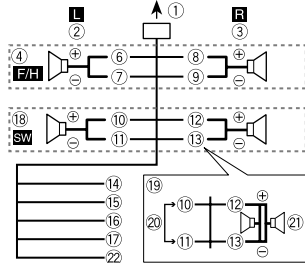 L ① R
② ③
④ ⊕ ⑥ ⑧ ⊕
F/H ⊖ ⑦ ⑨ ⊖
⑱ ⊕ ⑩ ⑫ ⊕
SW ⊖ ⑪ ⑬ ⊖
⑭
⑮
⑯
⑰
㉒
⑲
⑩ ⑫ ⊕
⑳ ㉑
⑪ ⑬ ⊖